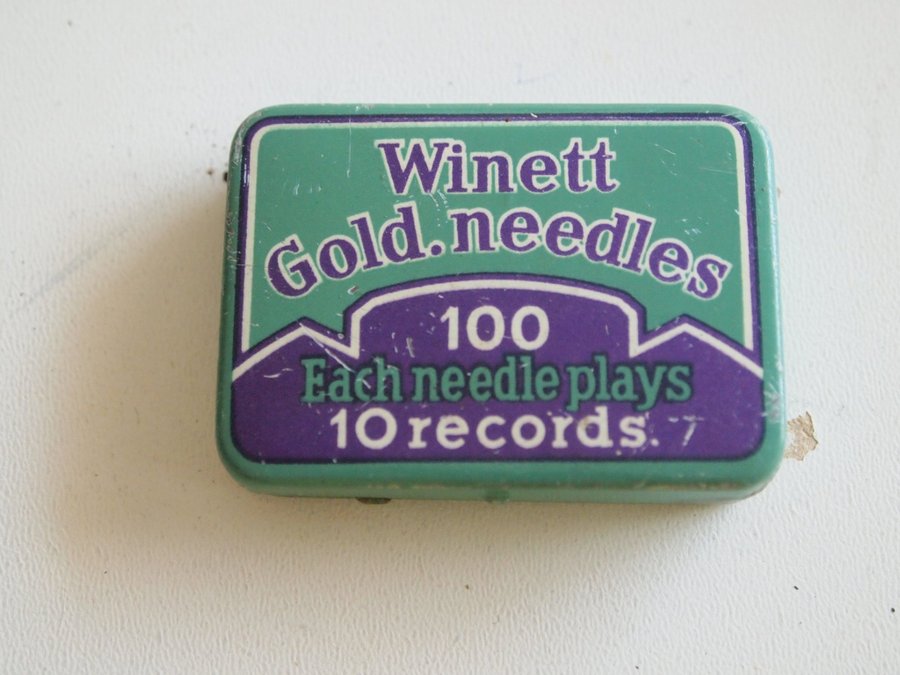 Winett
Gold.needles
100
Each needle plays
10 records.